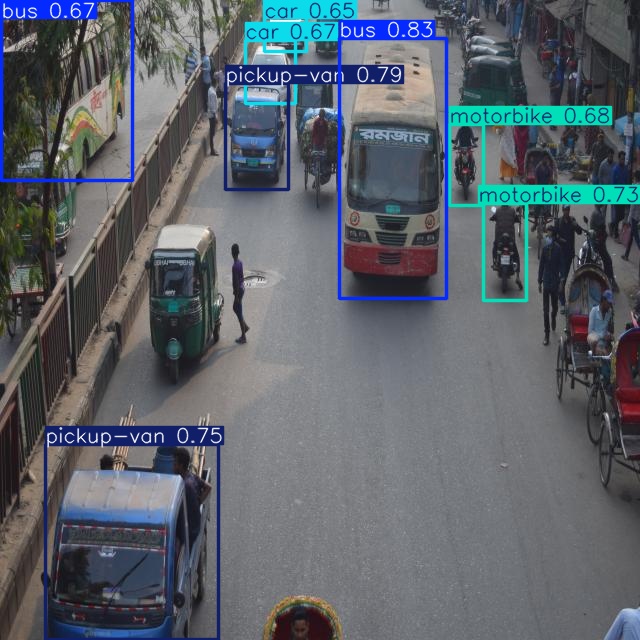 bus 0.67
car 0.65
car 0.67
bus 0.83
pickup-van 0.79
motorbike 0.68
motorbike 0.73
রমজান
pickup-van 0.75